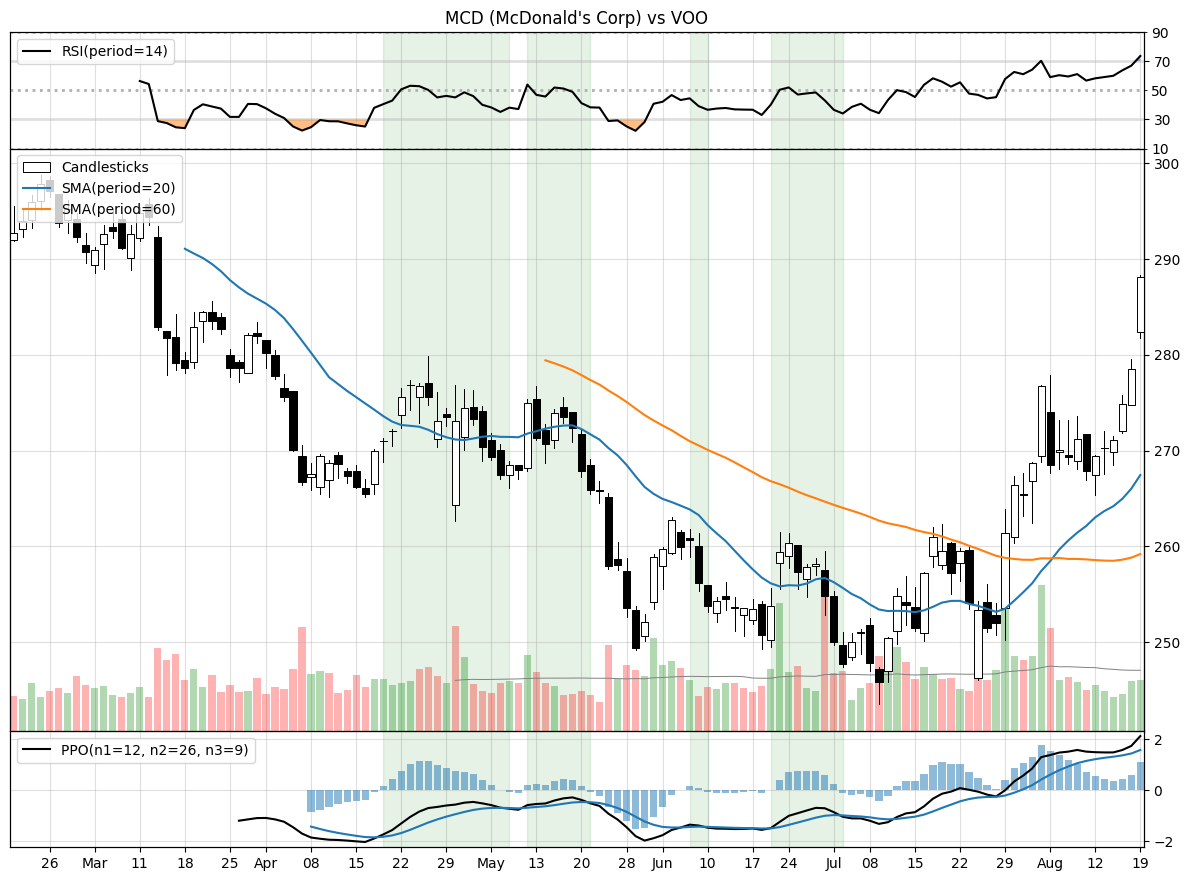 MCD (McDonald's Corp) vs VOO
RSI(period=14)
90
70
50
30
10
Candlesticks
SMA(period=20)
SMA(period=60)
300
290
280
270
260
250
PPO(n1=12, n2=26, n3=9)
2
0
−2
26 Mar 11 18 25 Apr 08 15 22 29 May 13 20 28 Jun 10 17 24 Jul 08 15 22 29 Aug 12 19